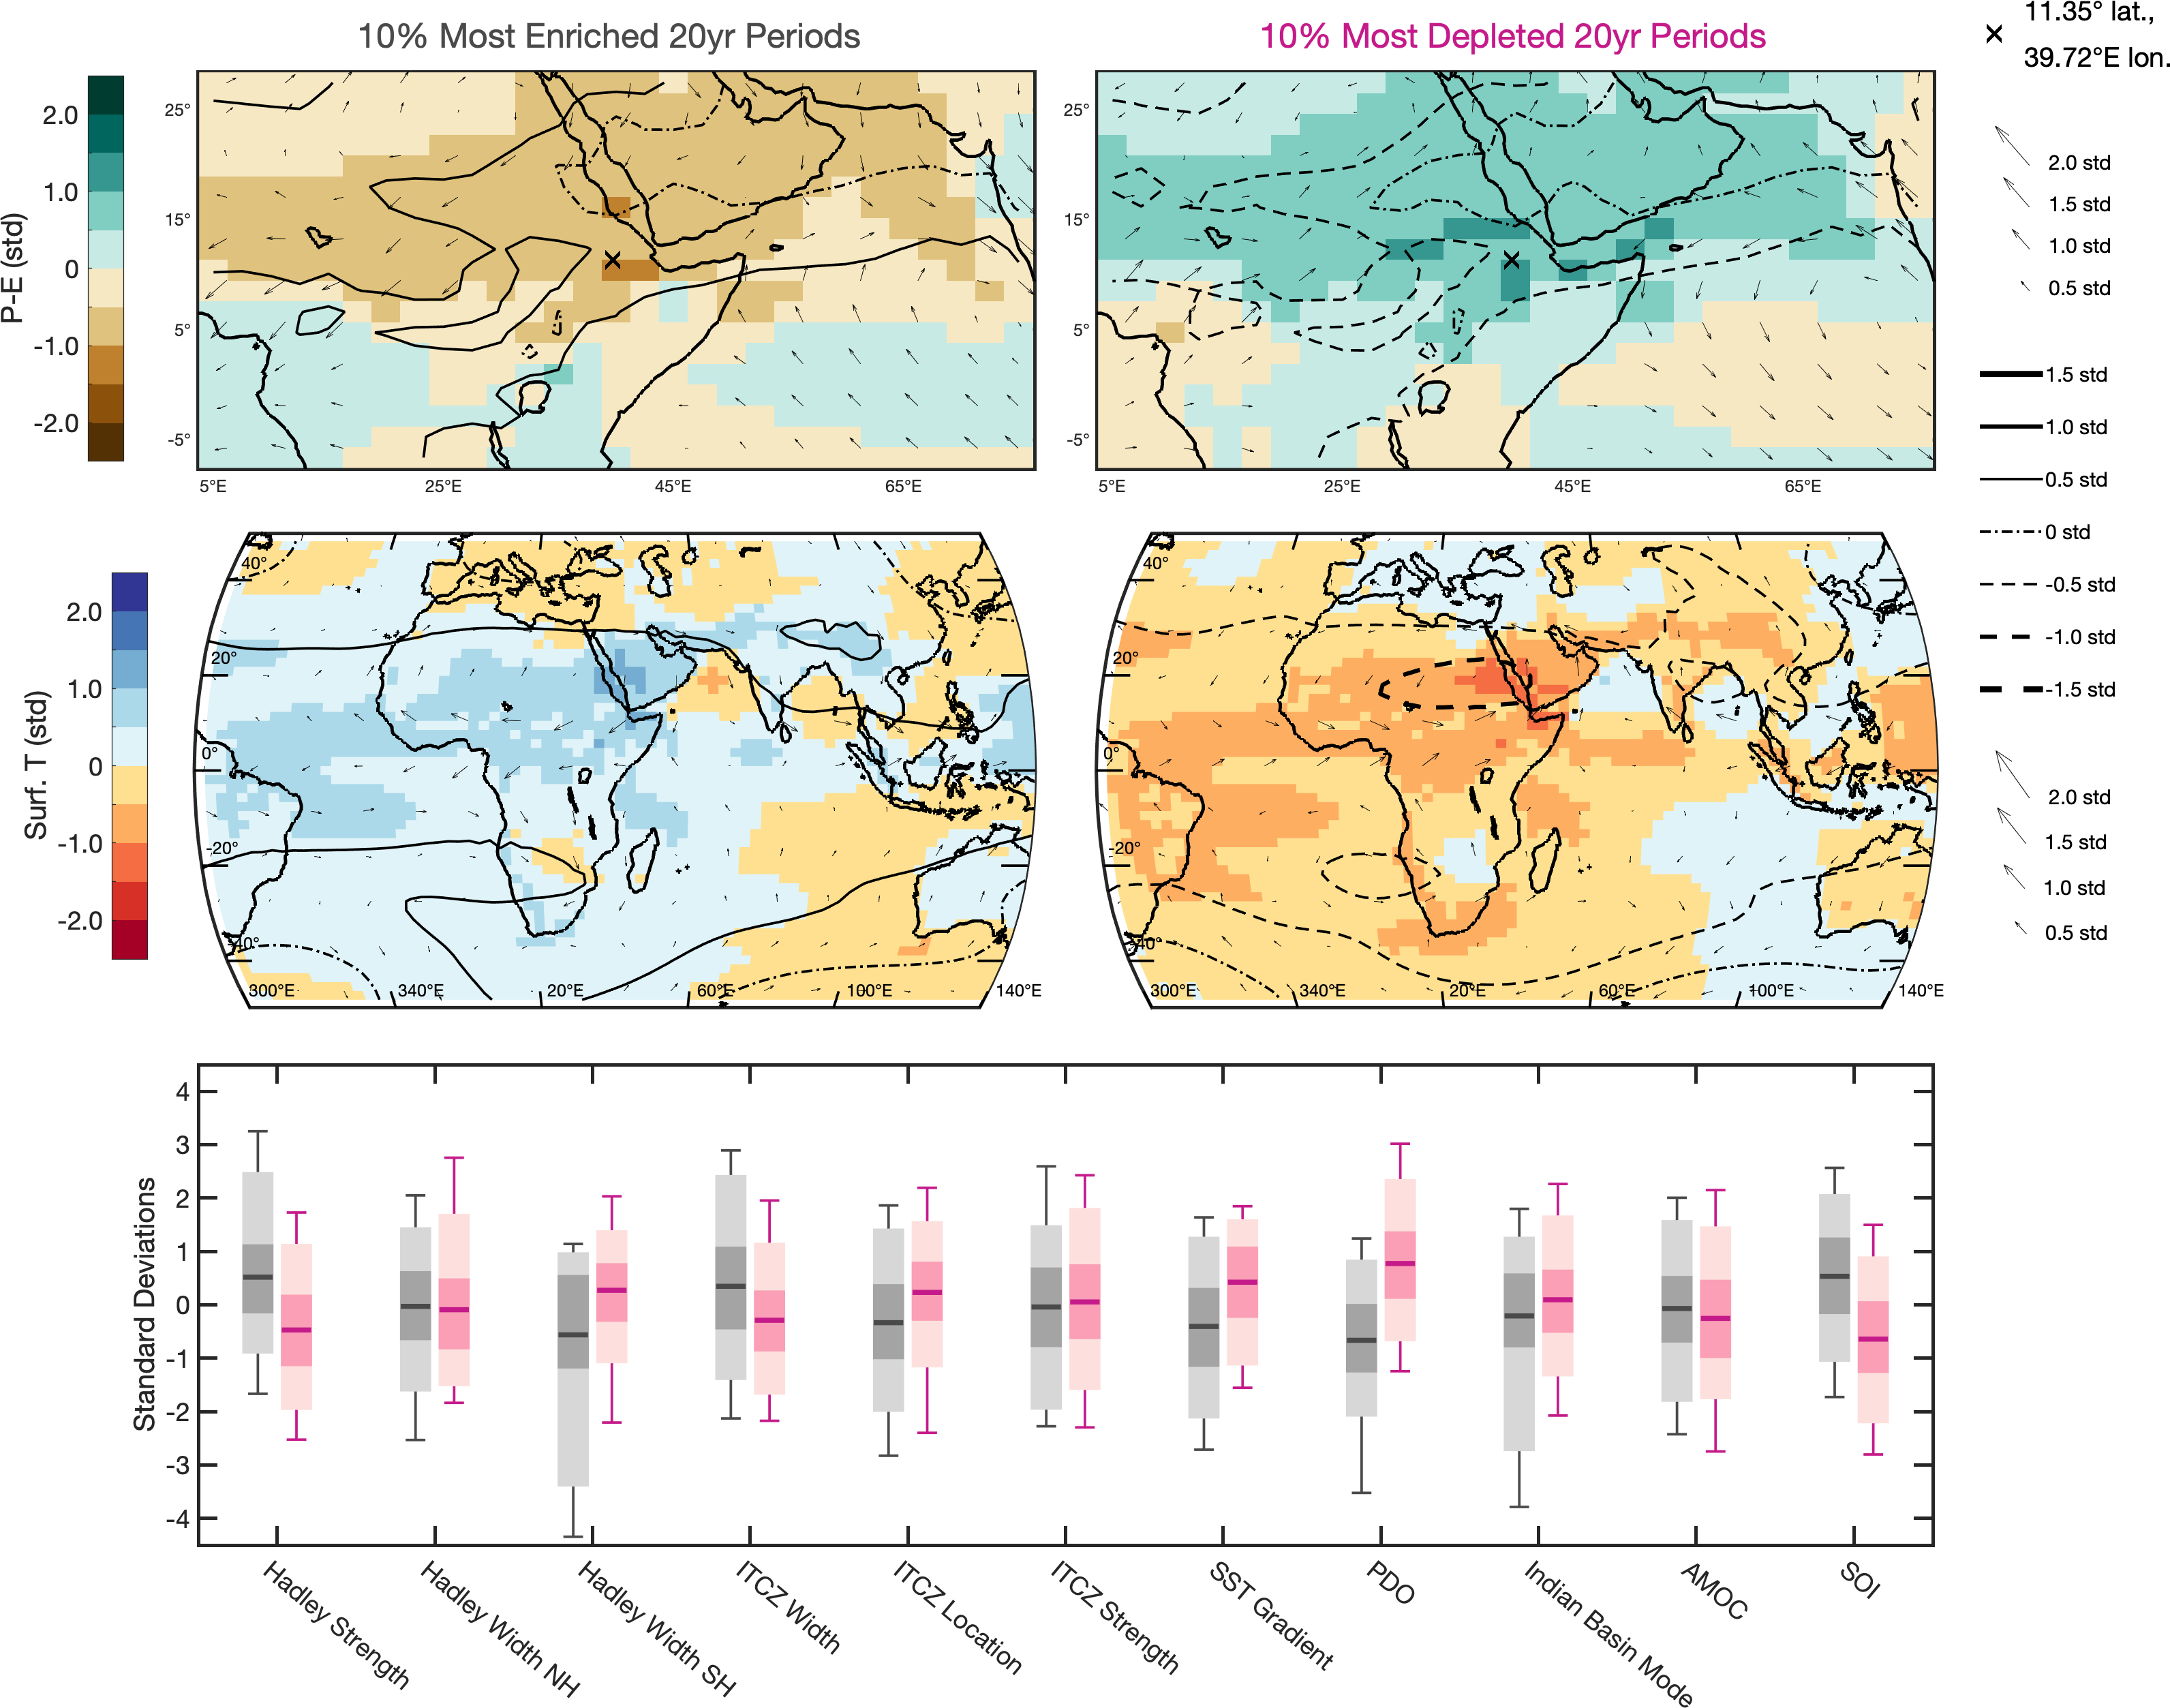 10% Most Enriched 20yr Periods
10% Most Depleted 20yr Periods
11.35° lat.,
39.72°E lon.
P-E (std)
2.0
1.0
0
-1.0
-2.0
25°
15°
5°
-5°
5°E
25°E
45°E
65°E
25°
15°
5°
-5°
5°E
25°E
45°E
65°E
2.0 std
1.5 std
1.0 std
0.5 std
1.5 std
1.0 std
0.5 std
0 std
-0.5 std
-1.0 std
-1.5 std
Surf. T (std)
2.0
1.0
0
-1.0
-2.0
40°
20°
0°
-20°
-40°
300°E
340°E
20°E
60°E
100°E
140°E
40°
20°
0°
-20°
-40°
300°E
340°E
20°E
60°E
100°E
140°E
2.0 std
1.5 std
1.0 std
0.5 std
Standard Deviations
4
3
2
1
0
-1
-2
-3
-4
Hadley Strength
Hadley Width NH
Hadley Width SH
ITCZ Width
ITCZ Location
ITCZ Strength
SST Gradient
PDO
Indian Basin Mode
AMOC
SOI